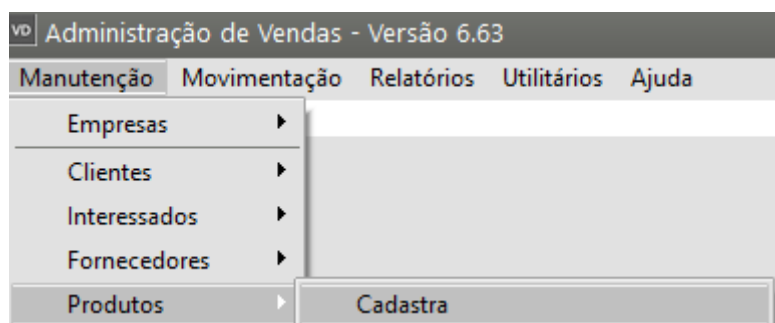 VD Administração de Vendas - Versão 6.63
Manutenção Movimentação Relatórios Utilitários Ajuda
Empresas
Clientes
Interessados
Fornecedores
Produtos Cadastra